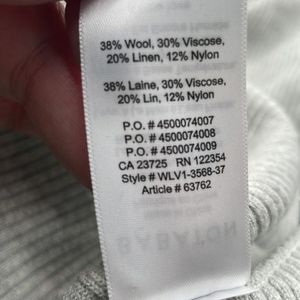 38% Wool, 30% Viscose,
20% Linen, 12% Nylon
38% Laine, 30% Viscose,
20% Lin, 12% Nylon
P.O. # 4500074007
P.O. # 4500074008
P.O. # 4500074009
CA 23725 RN 122354
Style # WLV1-3568-37
Article # 63762
BABATON